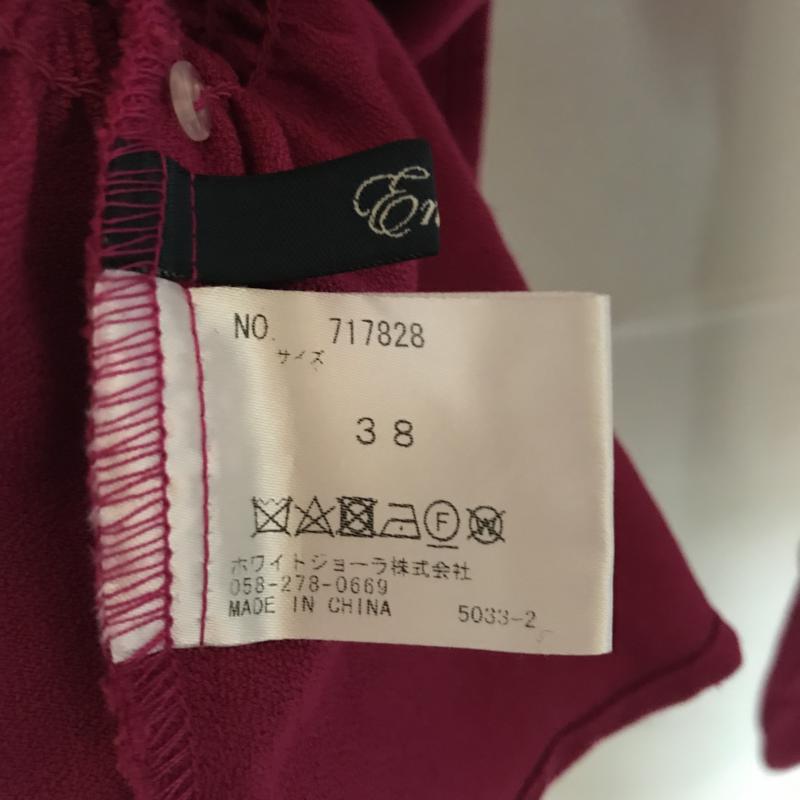 En
NO. 717828
サイズ
38
F W
ホワイトジョーラ株式会社
058-278-0669
MADE IN CHINA 5033-2